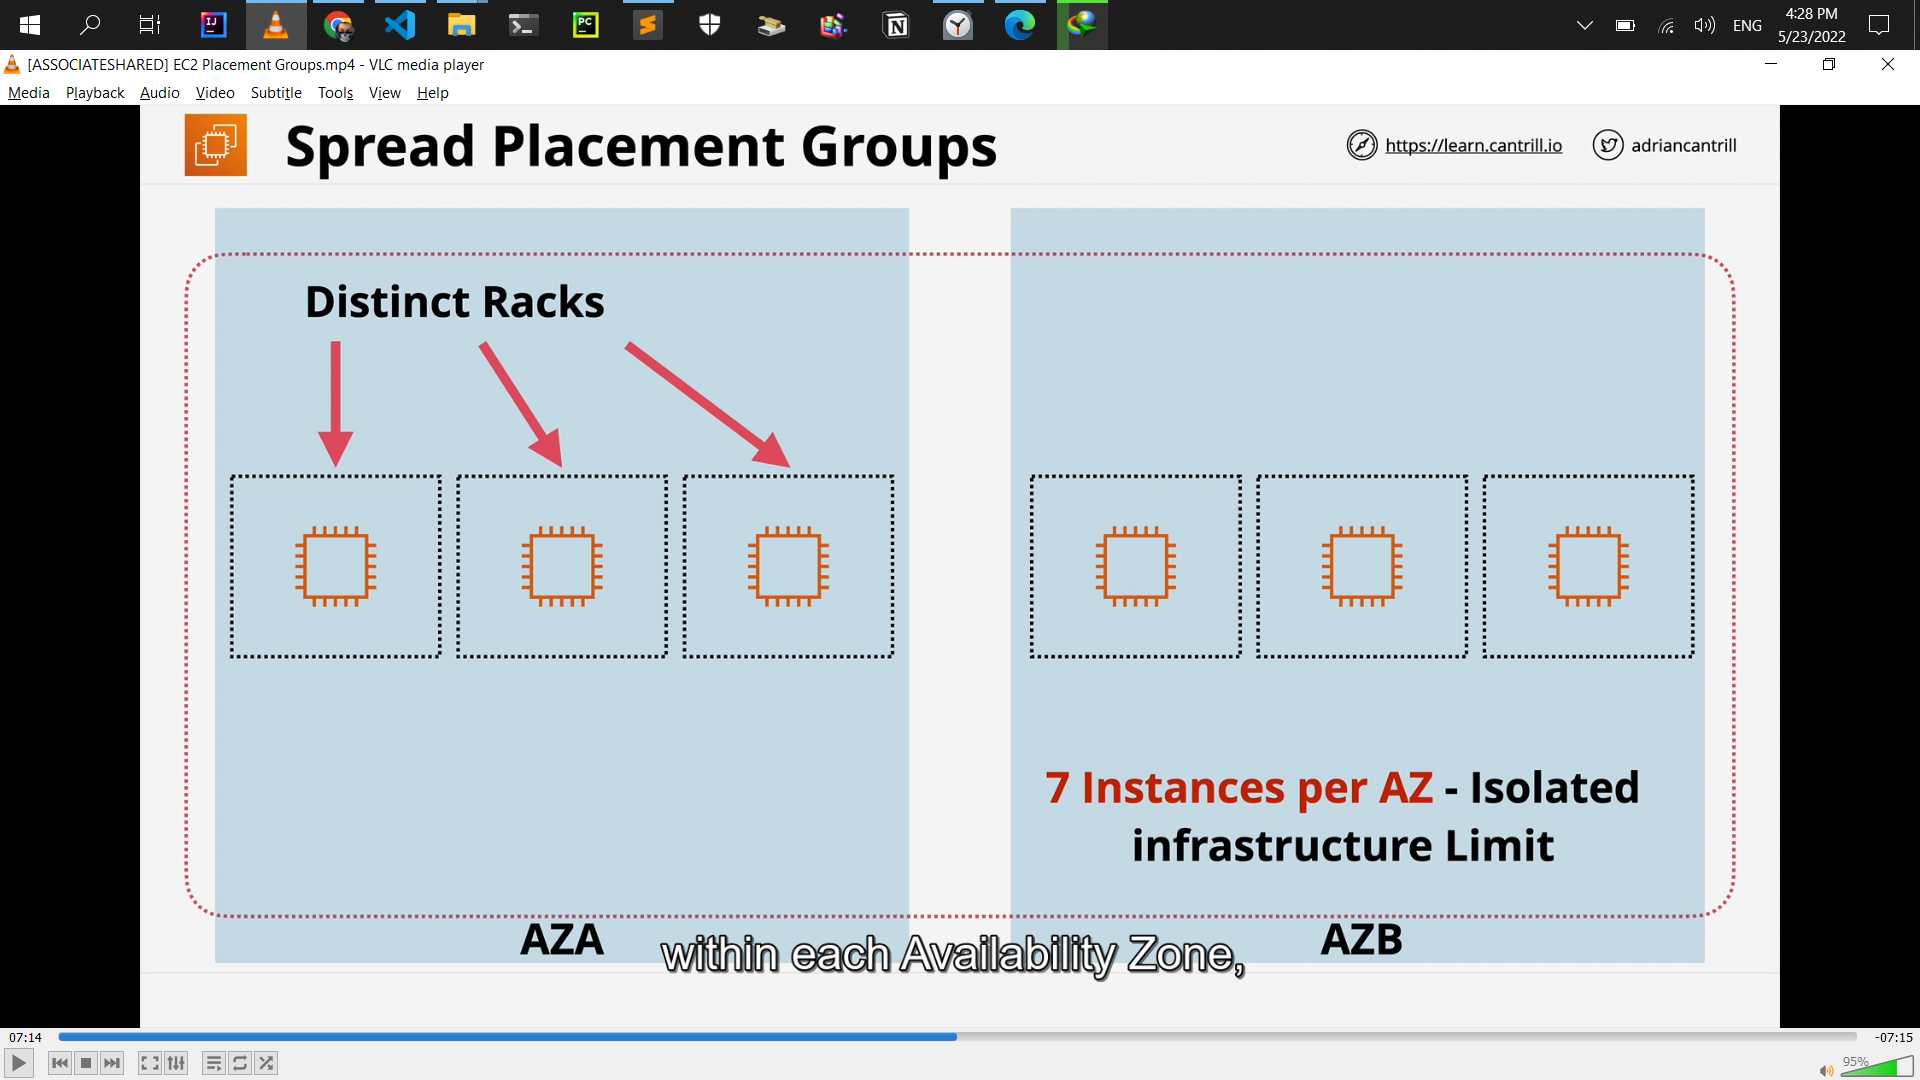 IJ
PC
N
ENG
4:28 PM
5/23/2022
[ASSOCIATESHARED] EC2 Placement Groups.mp4 - VLC media player
Media Playback Audio Video Subtitle Tools View Help
Spread Placement Groups
https://learn.cantrill.io
adriancantrill
Distinct Racks
7 Instances per AZ - Isolated
infrastructure Limit
AZA
AZB
within each Availability Zone,
07:14
-07:15
95%